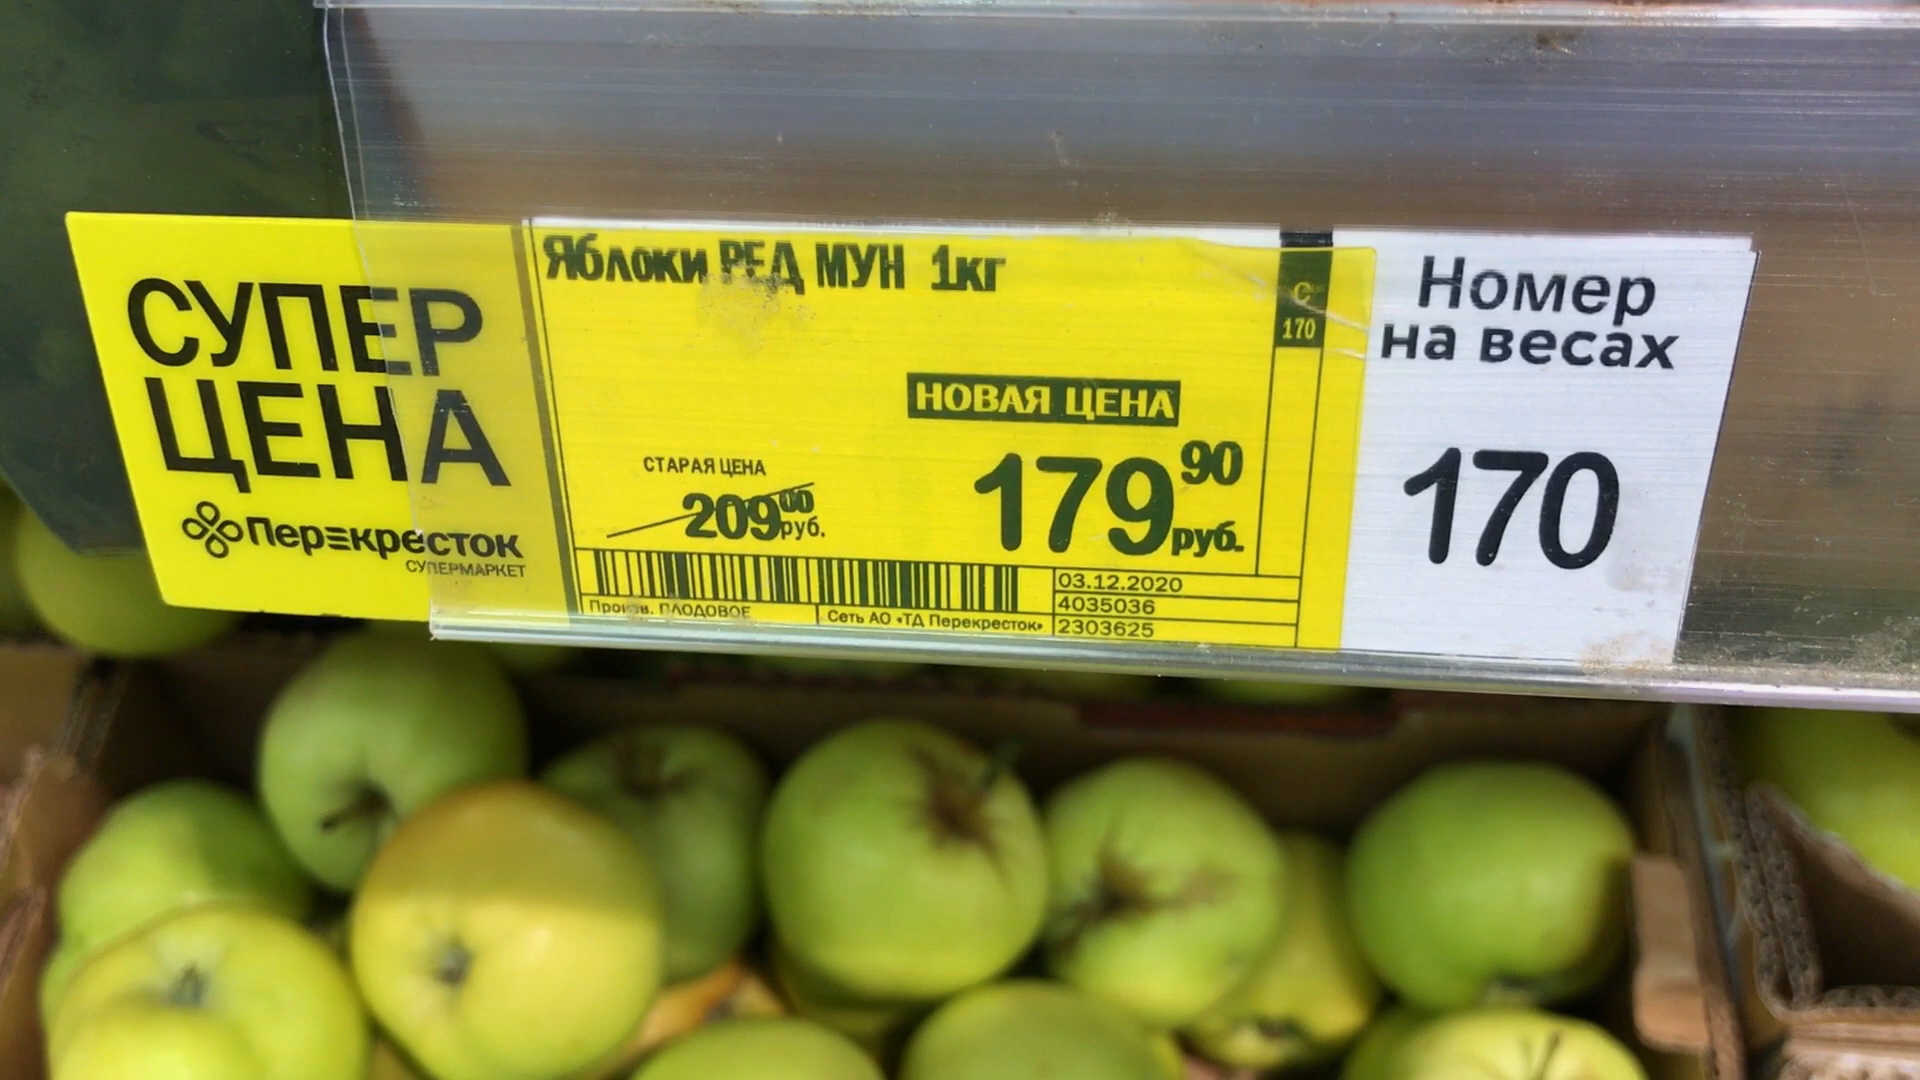 СУПЕР
ЦЕНА
Перекресток
СУПЕРМАРКЕТ
Яблоки РЕД МУН 1кг
С
170
НОВАЯ ЦЕНА
СТАРАЯ ЦЕНА
209 00 руб.
179 90 руб.
03.12.2020
4035036
2303625
Произв. ПЛОДОВОЕ
Сеть АО «ТД Перекресток»
Номер
на весах
170